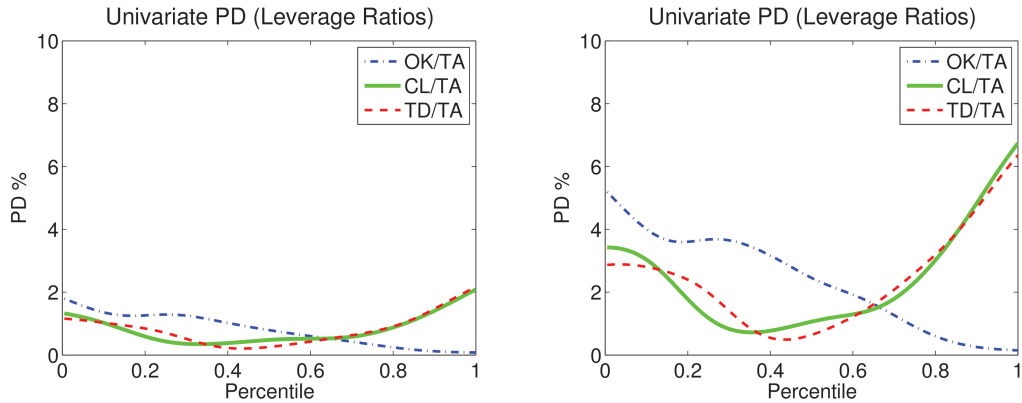 Univariate PD (Leverage Ratios)
10
8
6
4
2
0
PD %
0
0.2
0.4
0.6
0.8
1
Percentile
OK/TA
CL/TA
TD/TA
Univariate PD (Leverage Ratios)
10
8
6
4
2
0
PD %
0
0.2
0.4
0.6
0.8
1
Percentile
OK/TA
CL/TA
TD/TA